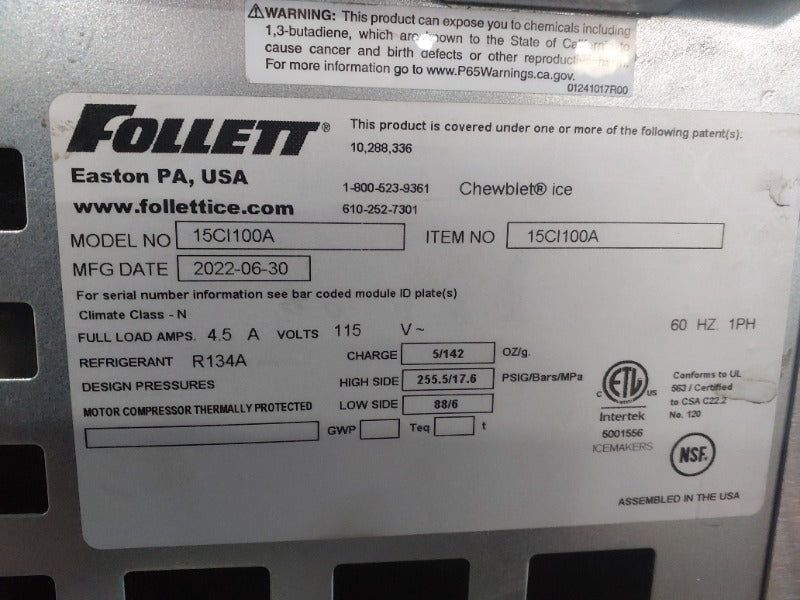 ⚠WARNING: This product can expose you to chemicals including
1,3-butadiene, which are known to the State of California to
cause cancer and birth defects or other reproductive
For more information go to www.P65Warnings.ca.gov.
01241017R00
FOLLETT®
This product is covered under one or more of the following patent(s):
10,288,336
Easton PA, USA
www.follettice.com
1-800-523-9361 Chewblet® ice
610-252-7301
MODEL NO 15CI100A ITEM NO 15CI100A
MFG DATE 2022-06-30
For serial number information see bar coded module ID plate(s)
Climate Class - N
FULL LOAD AMPS. 4.5 A VOLTS 115 V~ 60 HZ. 1PH
REFRIGERANT R134A CHARGE 5/142 OZ/g.
DESIGN PRESSURES HIGH SIDE 255.5/17.6 PSIG/Bars/MPa
MOTOR COMPRESSOR THERMALLY PROTECTED LOW SIDE 88/6
GWP Teq t
C ETL US
Intertek
5001556
ICEMAKERS
Conforms to UL
563 / Certified
to CSA C22.2
No. 120
NSF.
ASSEMBLED IN THE USA